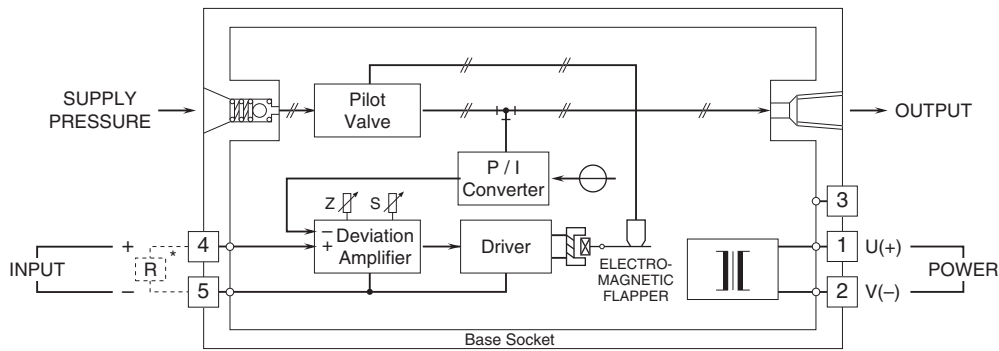 SUPPLY
PRESSURE
Pilot
Valve
OUTPUT
P / I
Converter
Z
S
3
INPUT
+
–
R
*
4
5
–
+
Deviation
Amplifier
Driver
ELECTRO-
MAGNETIC
FLAPPER
1
U(+)
2
V(–)
POWER
Base Socket